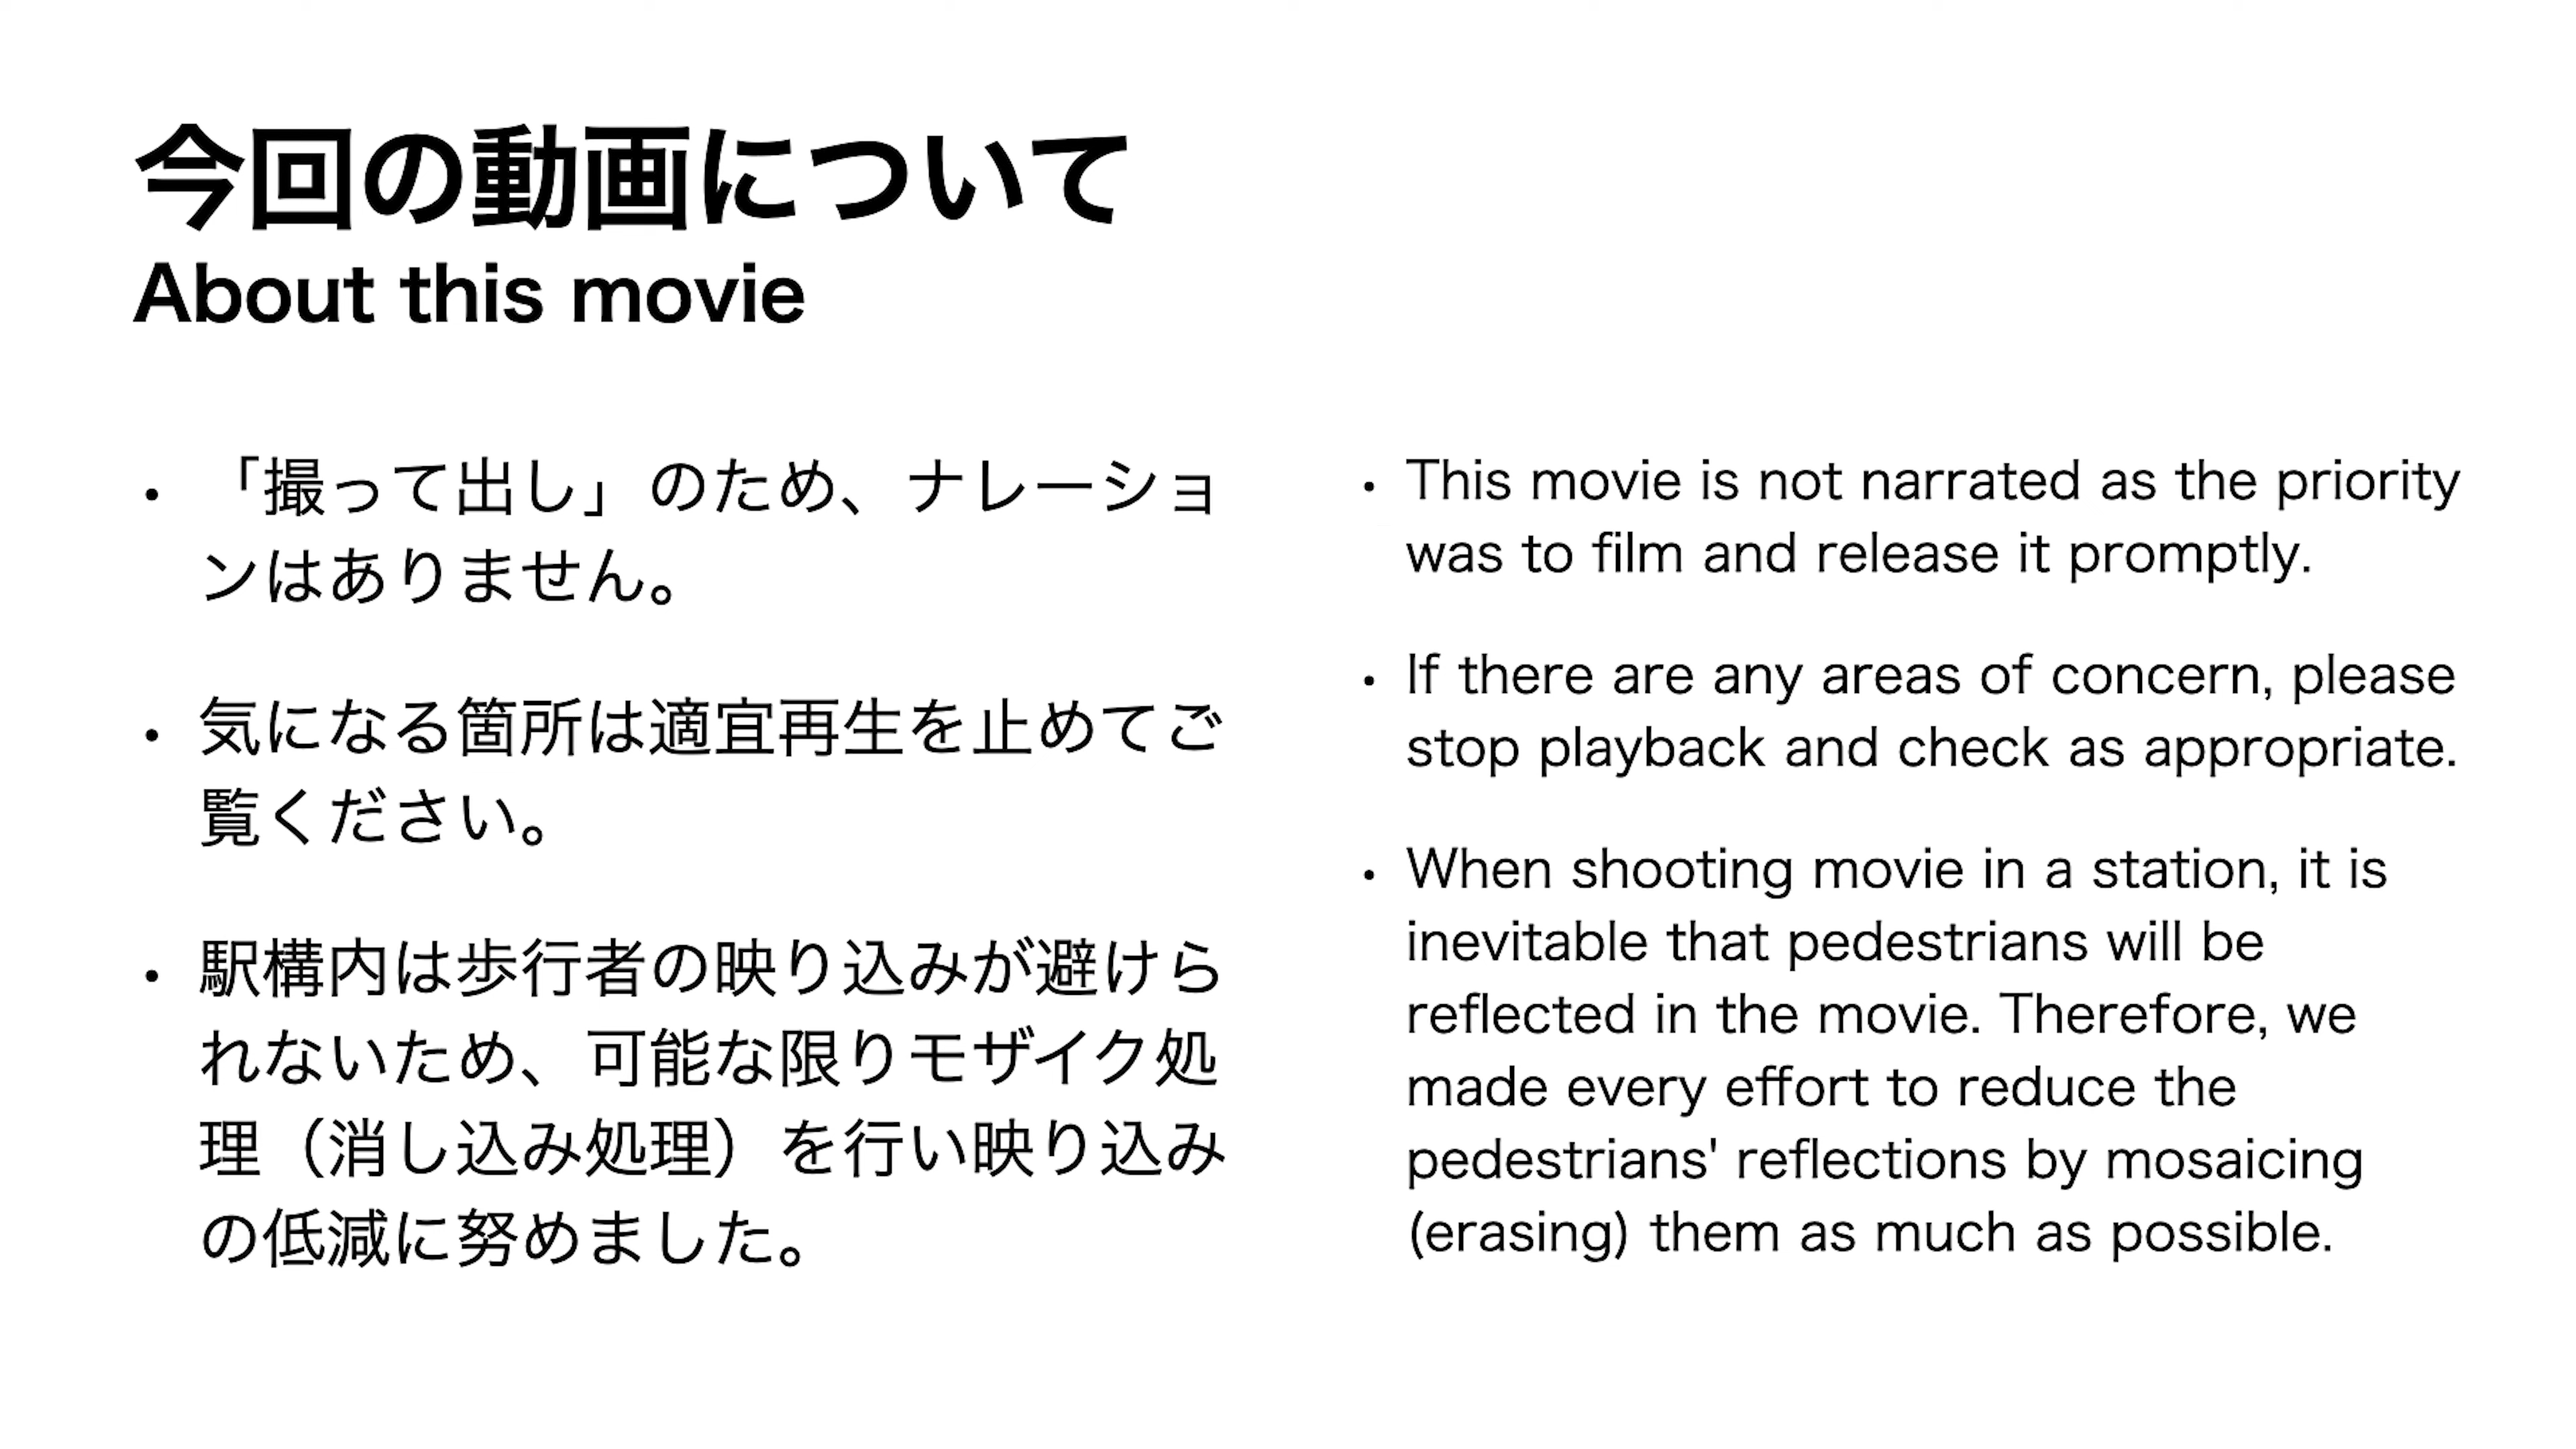 今回の動画について
About this movie
・「撮って出し」のため、ナレーショ
ンはありません。
・気になる箇所は適宜再生を止めてご
覧ください。
・駅構内は歩行者の映り込みが避けら
れないため、可能な限りモザイク処
理（消し込み処理）を行い映り込み
の低減に努めました。
・This movie is not narrated as the priority
was to film and release it promptly.
・If there are any areas of concern, please
stop playback and check as appropriate.
・When shooting movie in a station, it is
inevitable that pedestrians will be
reflected in the movie. Therefore, we
made every effort to reduce the
pedestrians' reflections by mosaicing
(erasing) them as much as possible.